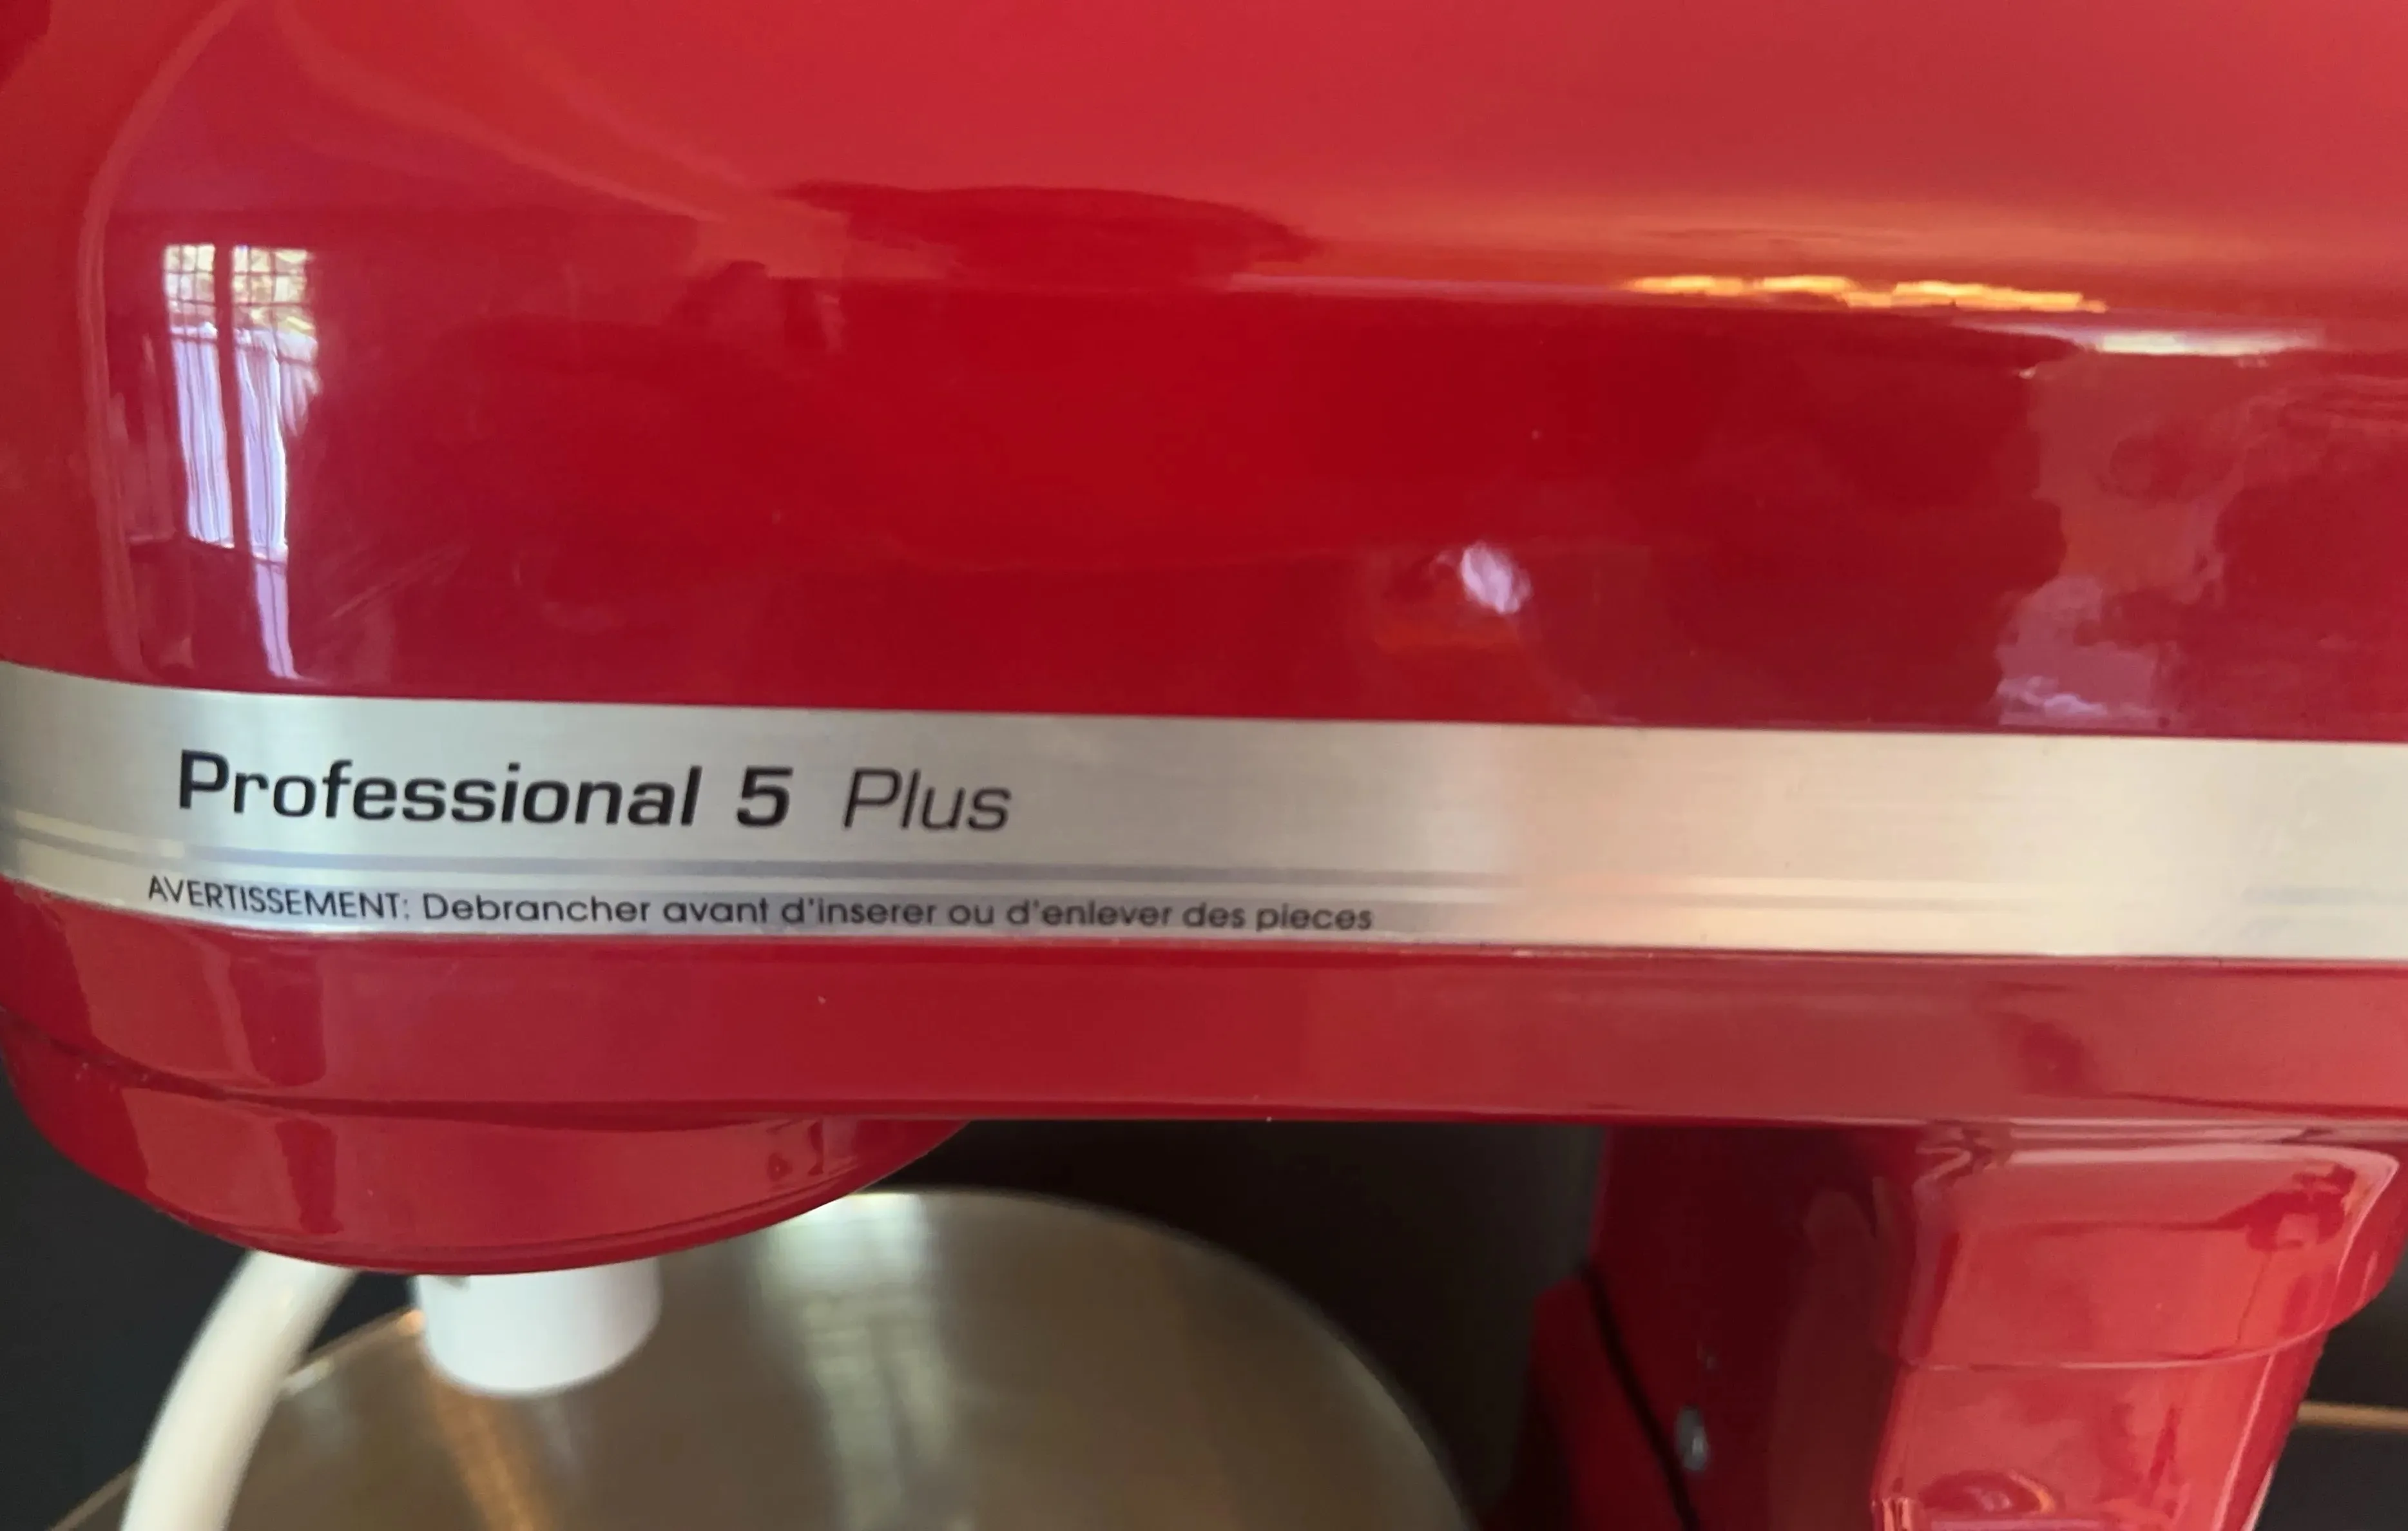 Professional 5 Plus
AVERTISSEMENT: Debrancher avant d'inserer ou d'enlever des pieces